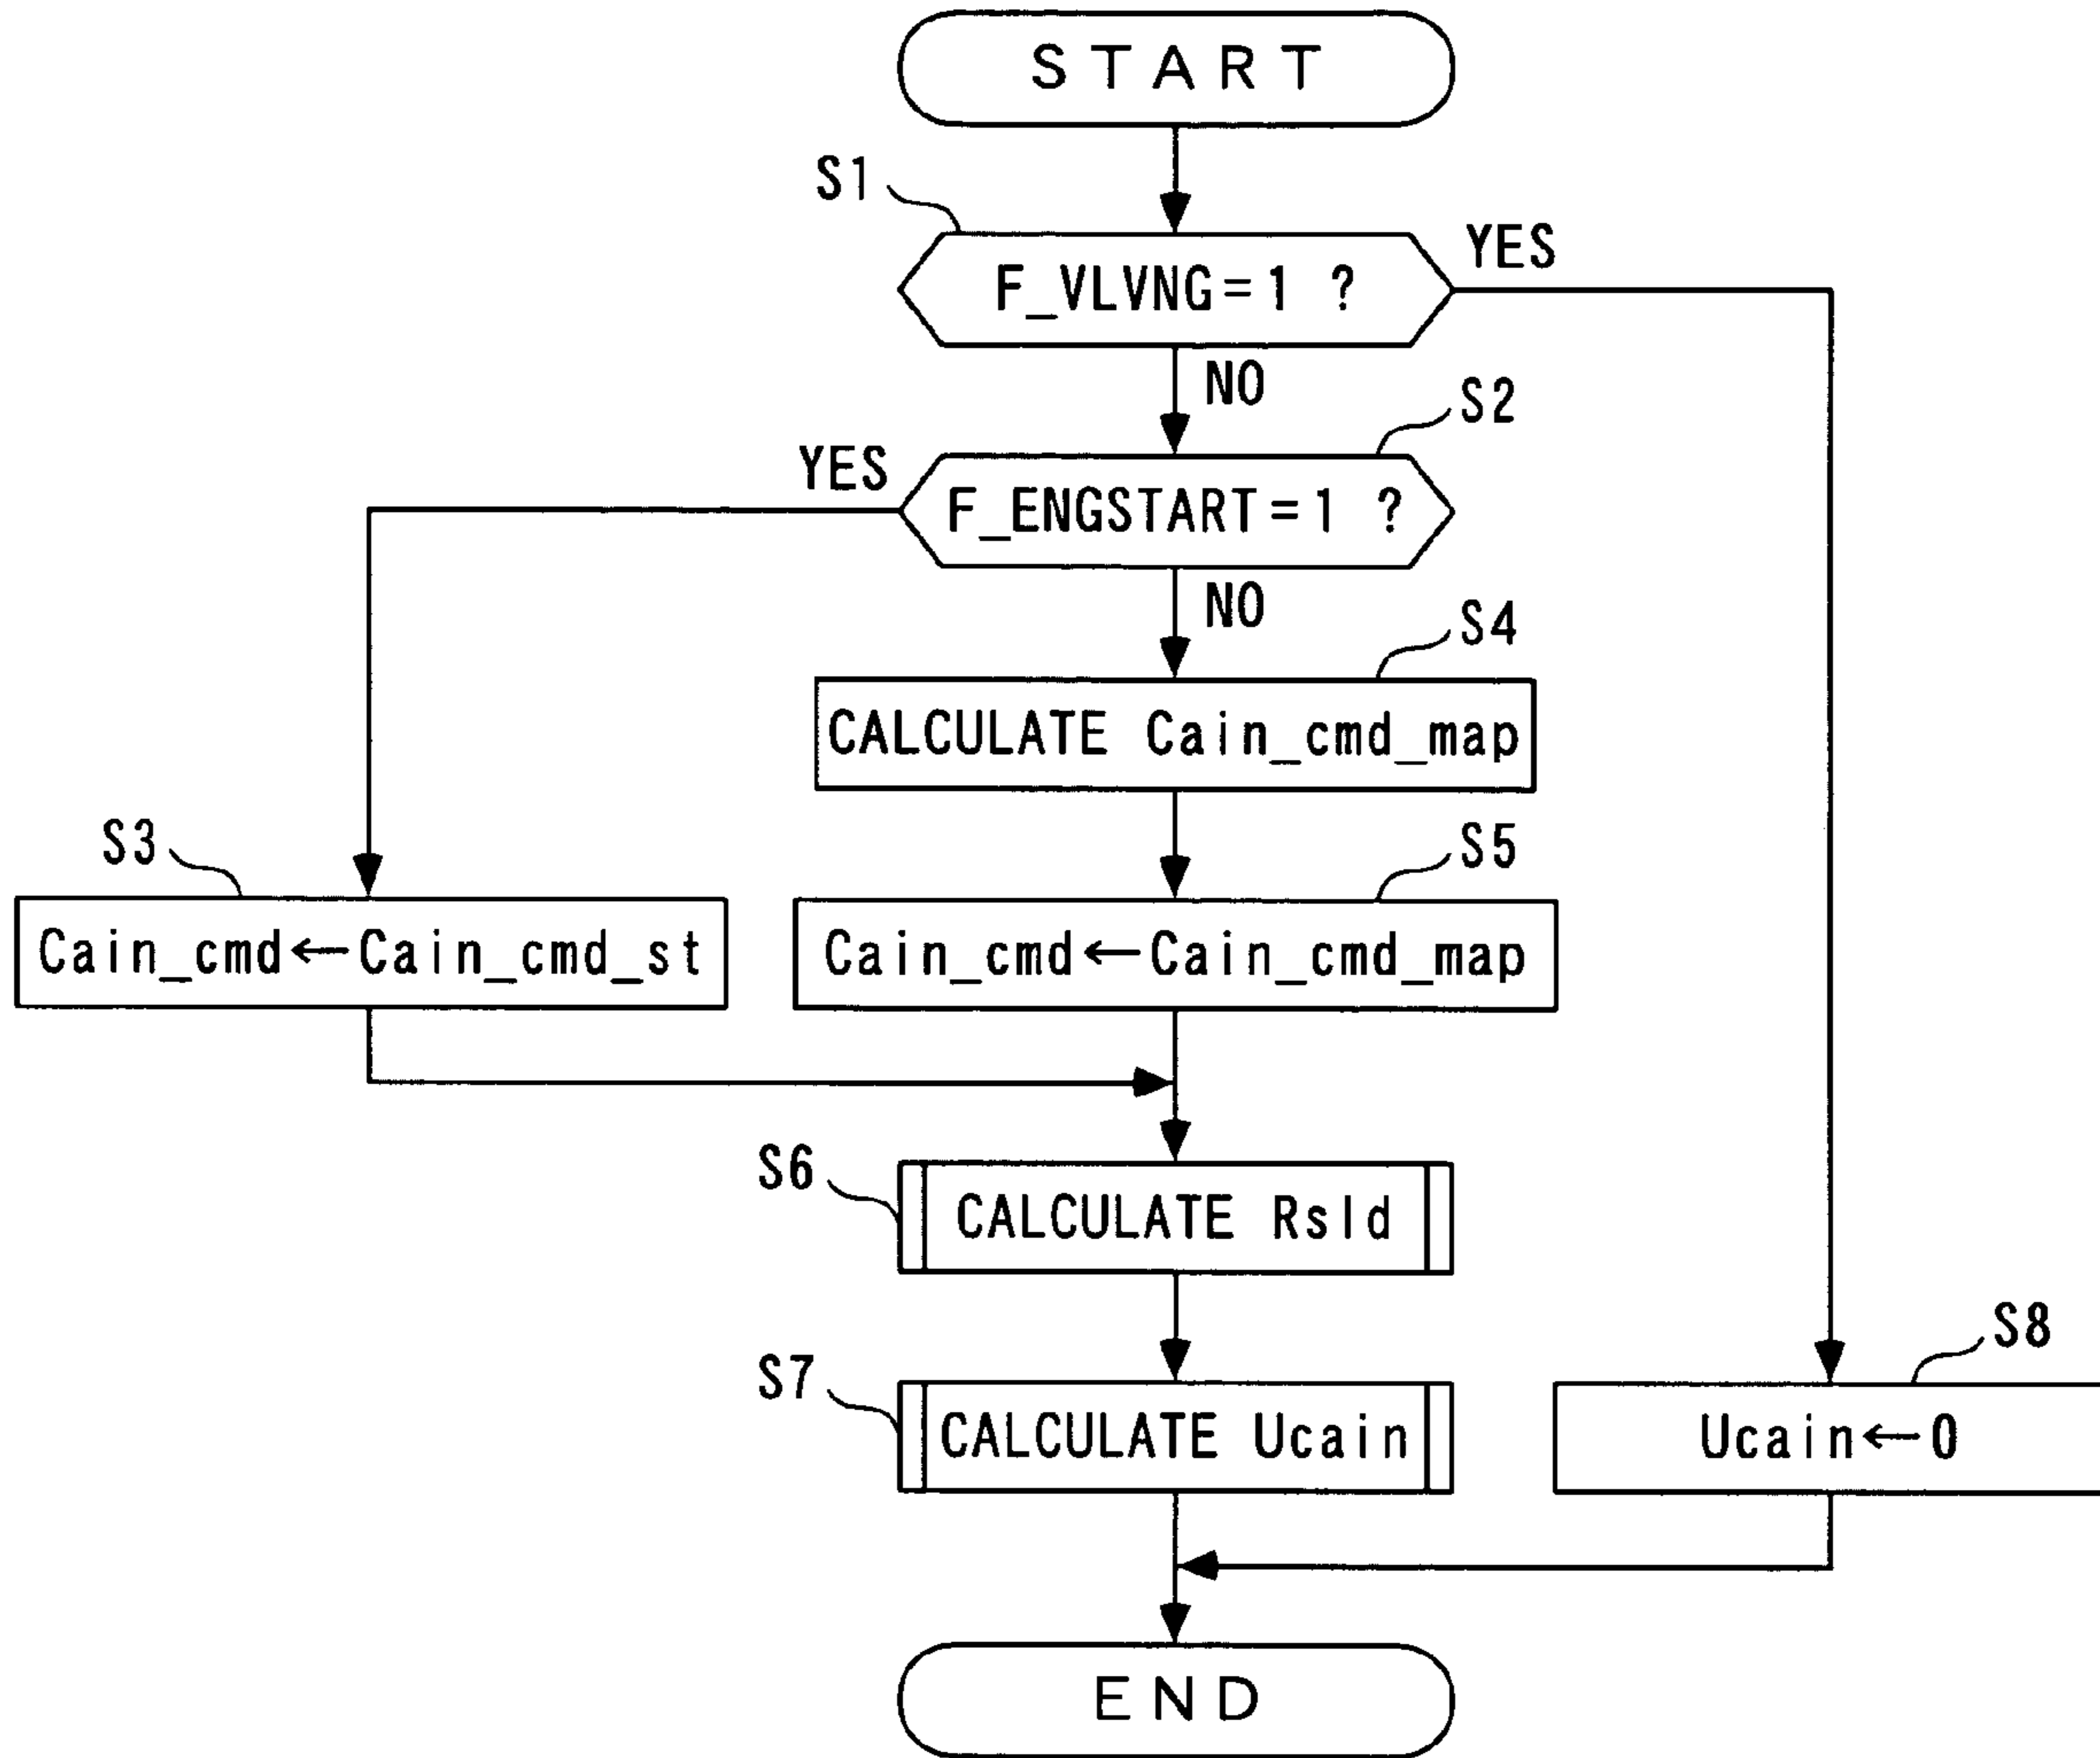 START
S1
F_VLVNG=1 ?
YES
NO
S2
YES
F_ENGSTART=1 ?
NO
S4
CALCULATE Cain_cmd_map
S3
S5
Cain_cmd←Cain_cmd_st
Cain_cmd←Cain_cmd_map
S6
CALCULATE Rsld
S7
CALCULATE Ucain
S8
Ucain←0
END